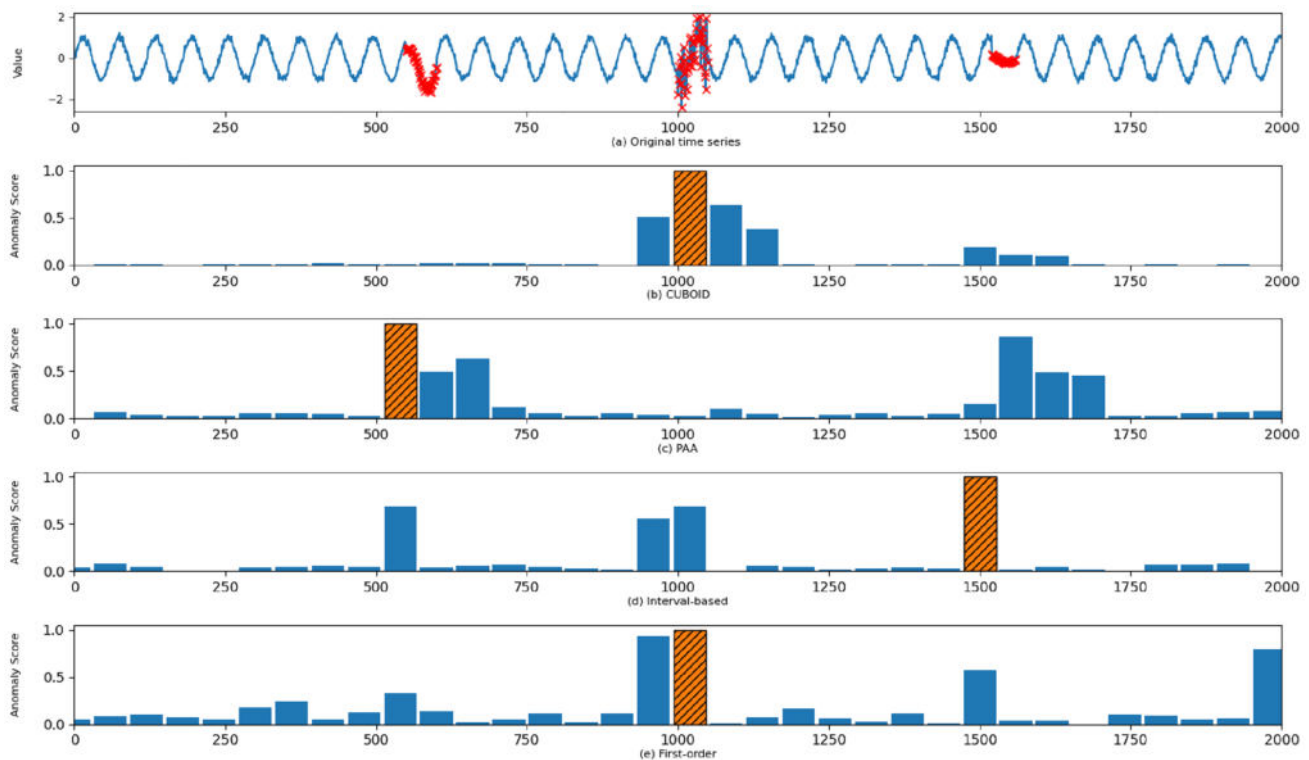 Value
2
0
−2
0 250 500 750 1000 1250 1500 1750 2000
(a) Original time series
Anomaly Score
1.0
0.5
0.0
0 250 500 750 1000 1250 1500 1750 2000
(b) CUBOID
Anomaly Score
1.0
0.5
0.0
0 250 500 750 1000 1250 1500 1750 2000
(c) PAA
Anomaly Score
1.0
0.5
0.0
0 250 500 750 1000 1250 1500 1750 2000
(d) Interval-based
Anomaly Score
1.0
0.5
0.0
0 250 500 750 1000 1250 1500 1750 2000
(e) First-order